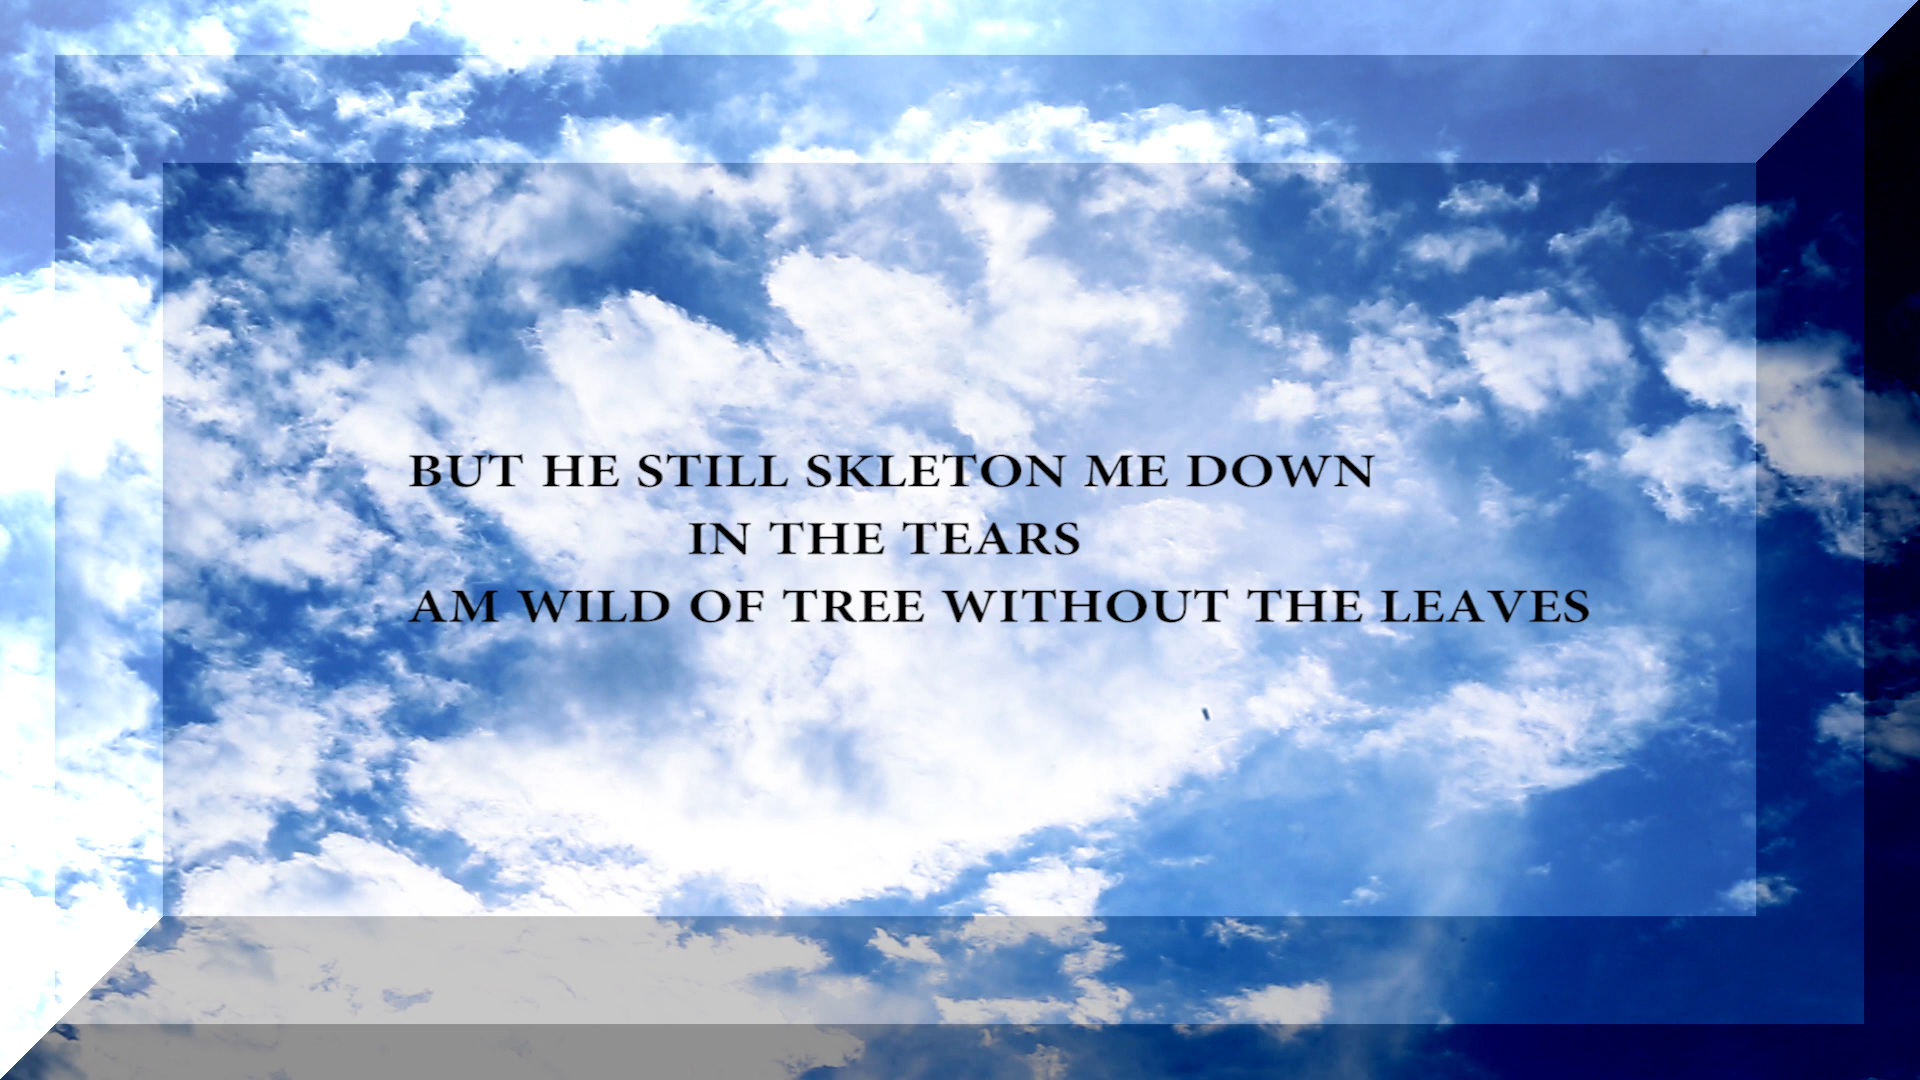 BUT HE STILL SKLETON ME DOWN
IN THE TEARS
AM WILD OF TREE WITHOUT THE LEAVES